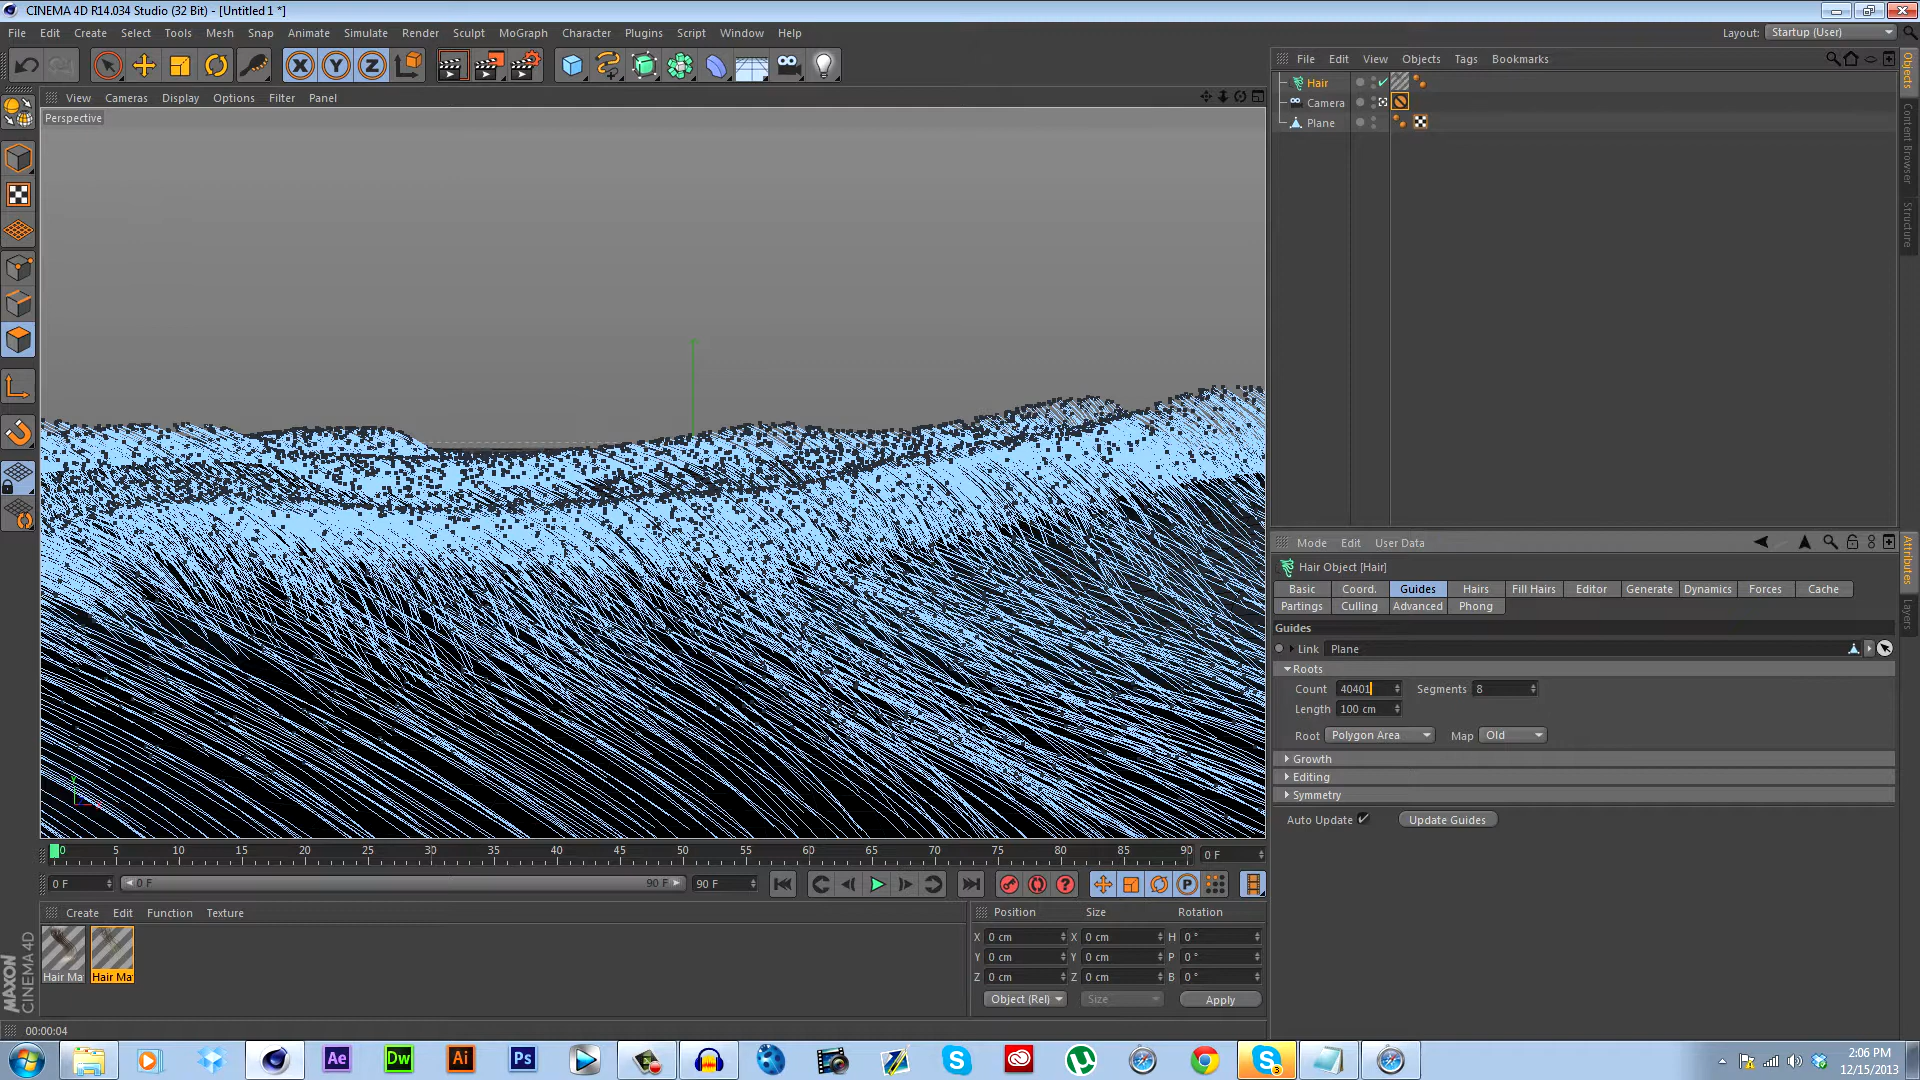 CINEMA 4D R14.034 Studio (32 Bit) - [Untitled 1 *]
File Edit Create Select Tools Mesh Snap Animate Simulate Render Sculpt MoGraph Character Plugins Script Window Help
Layout: Startup (User)
X Y Z
View Cameras Display Options Filter Panel
Perspective
File Edit View Objects Tags Bookmarks
Hair
Camera
Plane
Objects
Content Browser
Structure
Mode Edit User Data
Hair Object [Hair]
Basic Coord. Guides Hairs Fill Hairs Editor Generate Dynamics Forces Cache
Partings Culling Advanced Phong
Guides
Link Plane
Roots
Count 40401 Segments 8
Length 100 cm
Root Polygon Area Map Old
Growth
Editing
Symmetry
Auto Update Update Guides
Attributes
Layers
0 5 10 15 20 25 30 35 40 45 50 55 60 65 70 75 80 85 90 0 F
0 F 0 F 90 F 90 F
P
Create Edit Function Texture
Hair Ma Hair Ma
Position Size Rotation
X 0 cm X 0 cm H 0 °
Y 0 cm Y 0 cm P 0 °
Z 0 cm Z 0 cm B 0 °
Object (Rel) Size Apply
MAXON
CINEMA 4D
00:00:04
Ae Dw Ai Ps
2:06 PM
12/15/2013